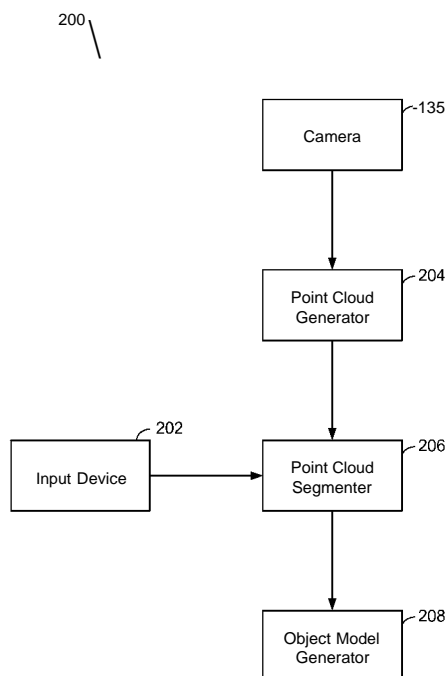 200
-135
Camera
204
Point Cloud
Generator
202
206
Input Device
Point Cloud
Segmenter
208
Object Model
Generator